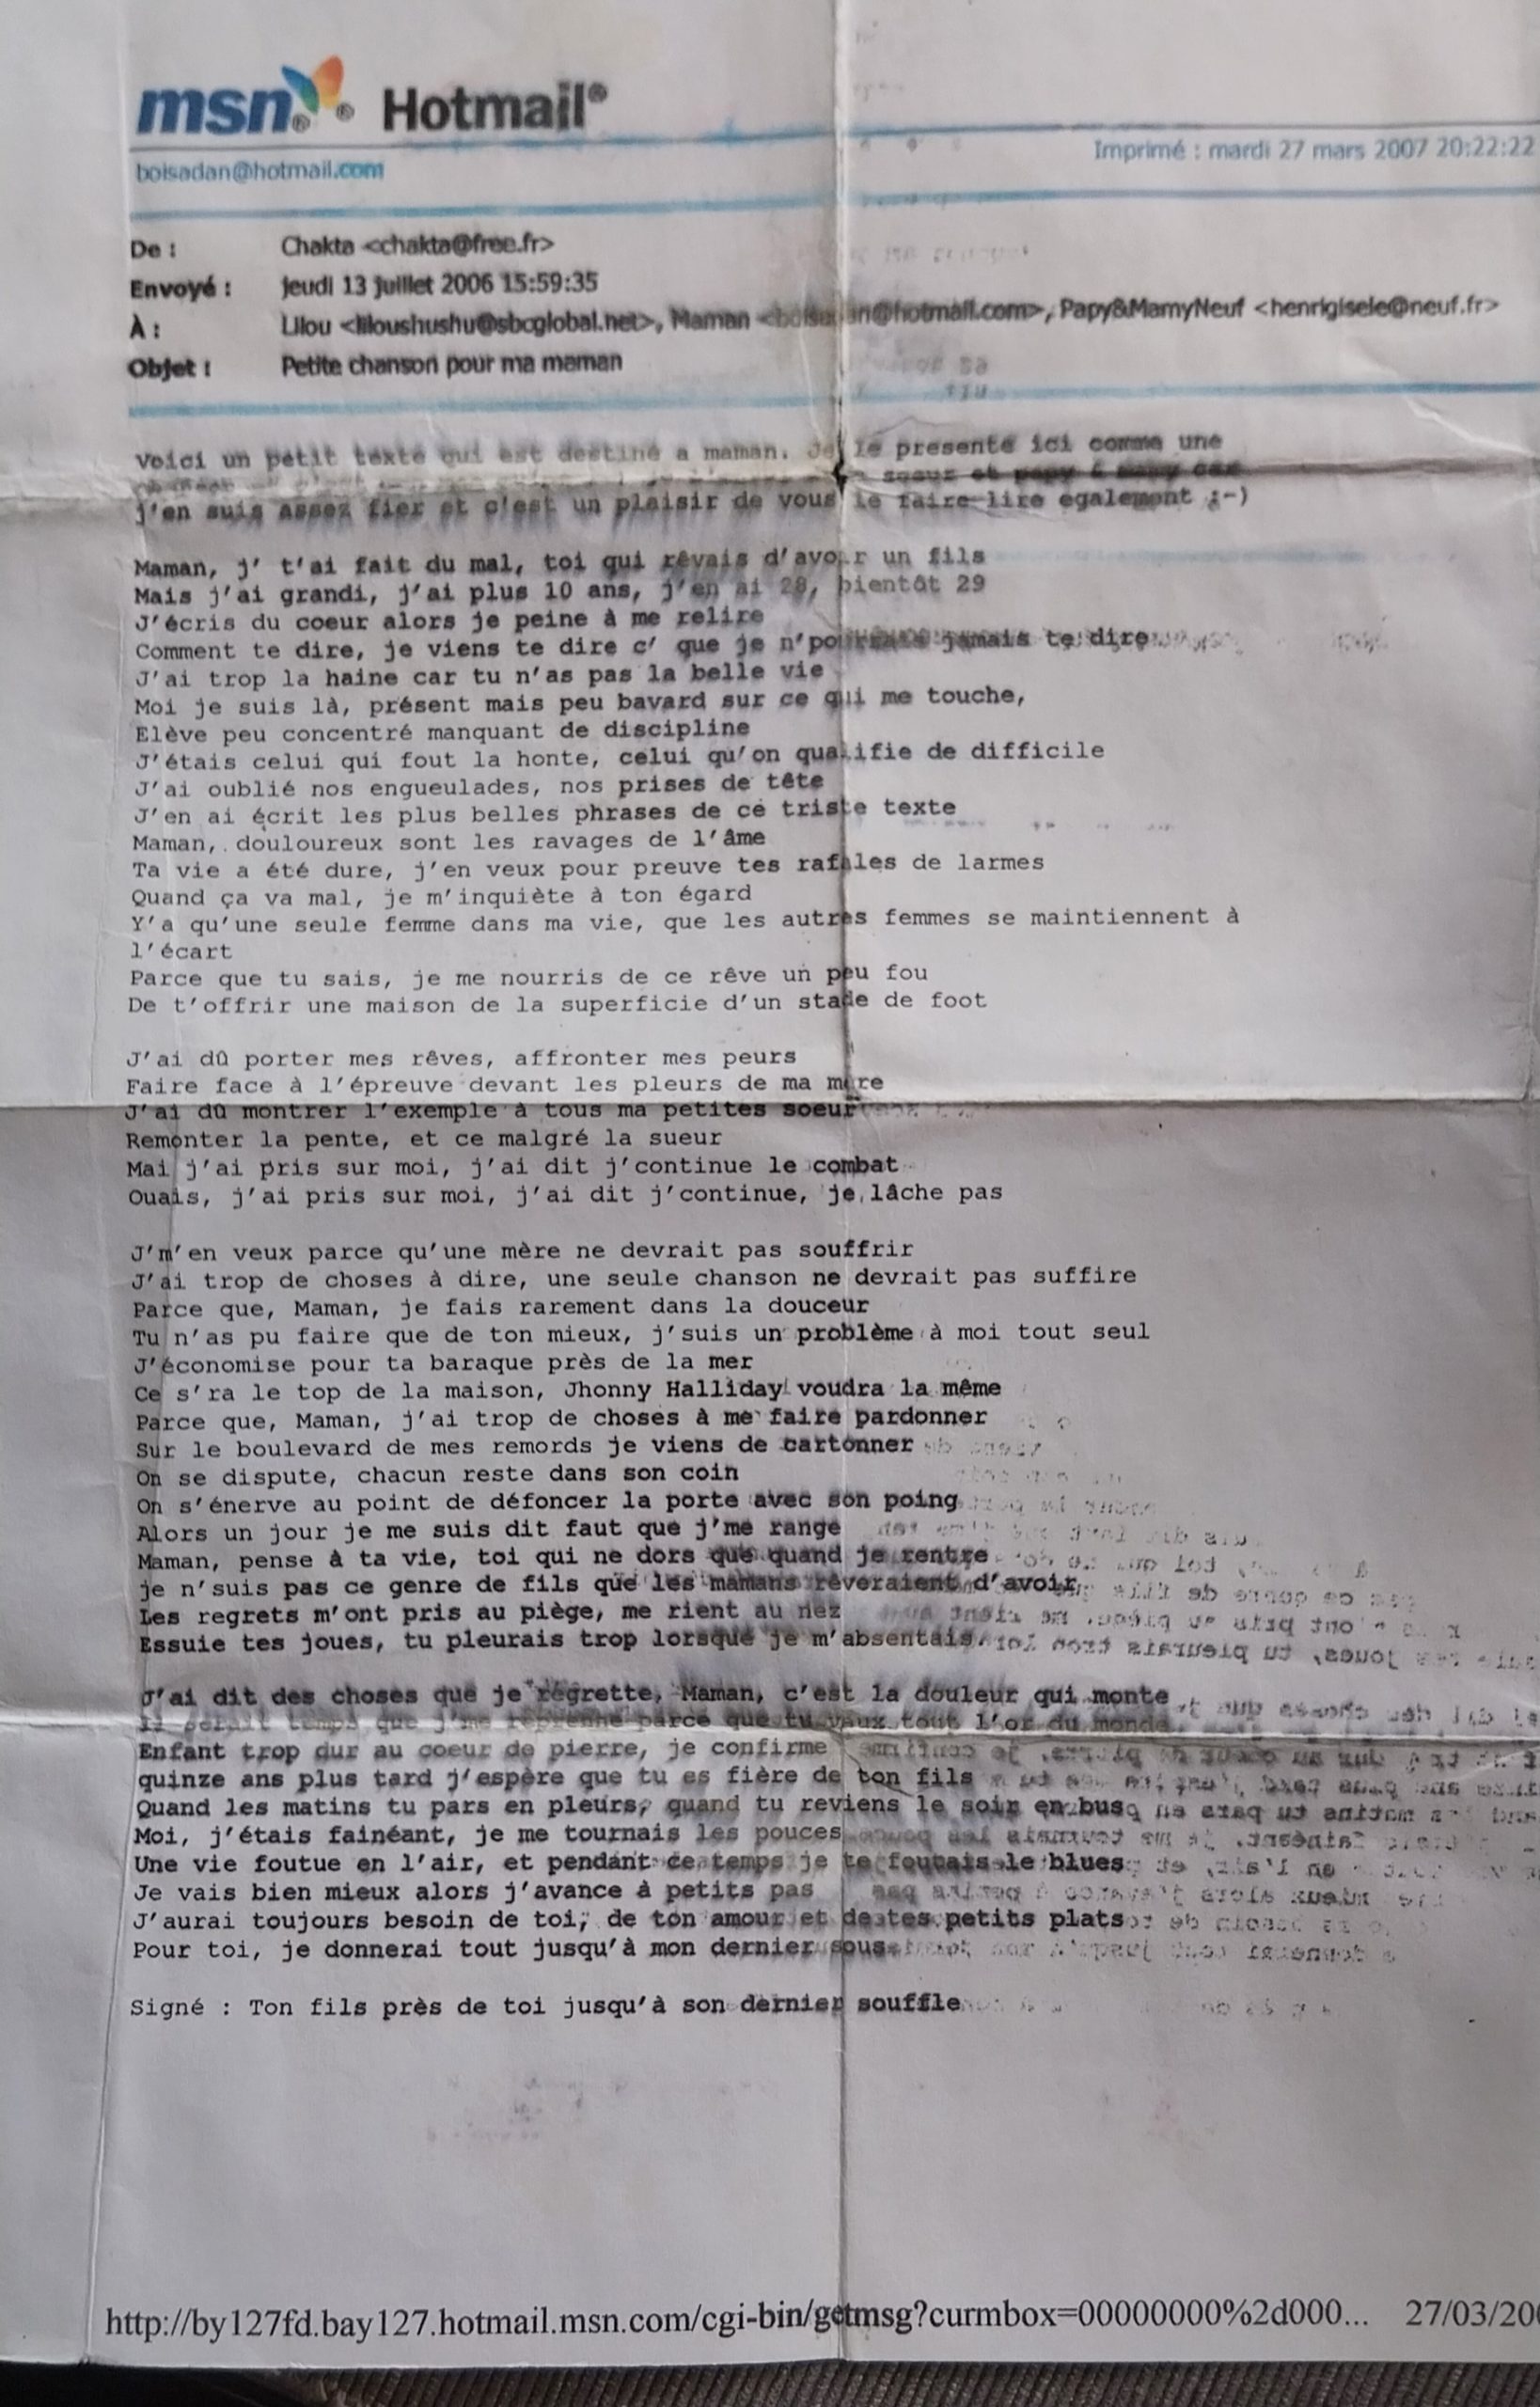 msn Hotmail®
boisadan@hotmail.com
Imprimé : mardi 27 mars 2007 20:22:22
De : Chakta <chakta@free.fr>
Envoyé : jeudi 13 juillet 2006 15:59:35
À : Lilou <liloushushu@sbcglobal.net>, Maman <boisadan@hotmail.com>, Papy&MamyNeuf <henrigisele@neuf.fr>
Objet : Petite chanson pour ma maman
Voici un petit texte qui est destiné a maman. Je le presente ici comme une
soeur et papy & mamy car
j'en suis assez fier et c'est un plaisir de vous le faire lire egalement ;-)
Maman, j' t'ai fait du mal, toi qui rêvais d'avoir un fils
Mais j'ai grandi, j'ai plus 10 ans, j'en ai 28, bientôt 29
J'écris du coeur alors je peine à me relire
Comment te dire, je viens te dire c' que je n'pourrais jamais te dire
J'ai trop la haine car tu n'as pas la belle vie
Moi je suis là, présent mais peu bavard sur ce qui me touche,
Elève peu concentré manquant de discipline
J'étais celui qui fout la honte, celui qu'on qualifie de difficile
J'ai oublié nos engueulades, nos prises de tête
J'en ai écrit les plus belles phrases de ce triste texte
Maman, douloureux sont les ravages de l'âme
Ta vie a été dure, j'en veux pour preuve tes rafales de larmes
Quand ça va mal, je m'inquiète à ton égard
Y'a qu'une seule femme dans ma vie, que les autres femmes se maintiennent à
l'écart
Parce que tu sais, je me nourris de ce rêve un peu fou
De t'offrir une maison de la superficie d'un stade de foot
J'ai dû porter mes rêves, affronter mes peurs
Faire face à l'épreuve devant les pleurs de ma mère
J'ai dû montrer l'exemple à tous ma petites soeur
Remonter la pente, et ce malgré la sueur
Mai j'ai pris sur moi, j'ai dit j'continue le combat
Ouais, j'ai pris sur moi, j'ai dit j'continue, je lâche pas
J'm'en veux parce qu'une mère ne devrait pas souffrir
J'ai trop de choses à dire, une seule chanson ne devrait pas suffire
Parce que, Maman, je fais rarement dans la douceur
Tu n'as pu faire que de ton mieux, j'suis un problème à moi tout seul
J'économise pour ta baraque près de la mer
Ce s'ra le top de la maison, Jhonny Halliday voudra la même
Parce que, Maman, j'ai trop de choses à me faire pardonner
Sur le boulevard de mes remords je viens de cartonner
On se dispute, chacun reste dans son coin
On s'énerve au point de défoncer la porte avec son poing
Alors un jour je me suis dit faut que j'me range
Maman, pense à ta vie, toi qui ne dors que quand je rentre
je n'suis pas ce genre de fils que les mamans rêveraient d'avoir
Les regrets m'ont pris au piège, me rient au nez
Essuie tes joues, tu pleurais trop lorsque je m'absentais
J'ai dit des choses que je regrette, Maman, c'est la douleur qui monte
Il serait temps que j'me reprenne parce que tu vaux tout l'or du monde
Enfant trop dur au coeur de pierre, je confirme
quinze ans plus tard j'espère que tu es fière de ton fils
Quand les matins tu pars en pleurs, quand tu reviens le soir en bus
Moi, j'étais fainéant, je me tournais les pouces
Une vie foutue en l'air, et pendant ce temps je te foutais le blues
Je vais bien mieux alors j'avance à petits pas
J'aurai toujours besoin de toi, de ton amour et de tes petits plats
Pour toi, je donnerai tout jusqu'à mon dernier sous
Signé : Ton fils près de toi jusqu'à son dernier souffle
http://by127fd.bay127.hotmail.msn.com/cgi-bin/getmsg?curmbox=00000000%2d000... 27/03/200